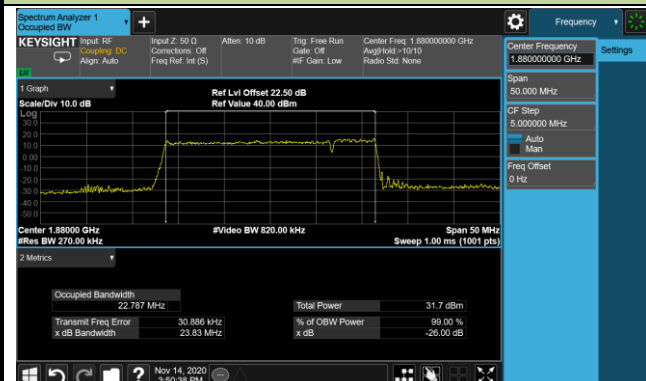 Spectrum Analyzer 1
Occupied BW
Frequency
KEYSIGHT
Input: RF
Coupling: DC
Align: Auto
Input Z: 50 Ω
Corrections: Off
Freq Ref: Int (S)
Atten: 10 dB
Trig: Free Run
Gate: Off
#IF Gain: Low
Center Freq: 1.880000000 GHz
Avg|Hold:>10/10
Radio Std: None
LV
Center Frequency
1.880000000 GHz
Settings
Span
50.000 MHz
CF Step
5.000000 MHz
Auto
Man
Freq Offset
0 Hz
1 Graph
Scale/Div 10.0 dB
Ref Lvl Offset 22.50 dB
Ref Value 40.00 dBm
Log
30.0
20.0
10.0
0.00
-10.0
-20.0
-30.0
-40.0
-50.0
Center 1.88000 GHz
#Video BW 820.00 kHz
Span 50 MHz
#Res BW 270.00 kHz
Sweep 1.00 ms (1001 pts)
2 Metrics
Occupied Bandwidth
22.787 MHz
Total Power
31.7 dBm
Transmit Freq Error
30.886 kHz
% of OBW Power
99.00 %
x dB Bandwidth
23.83 MHz
x dB
-26.00 dB
Nov 14, 2020
3:50:38 PM